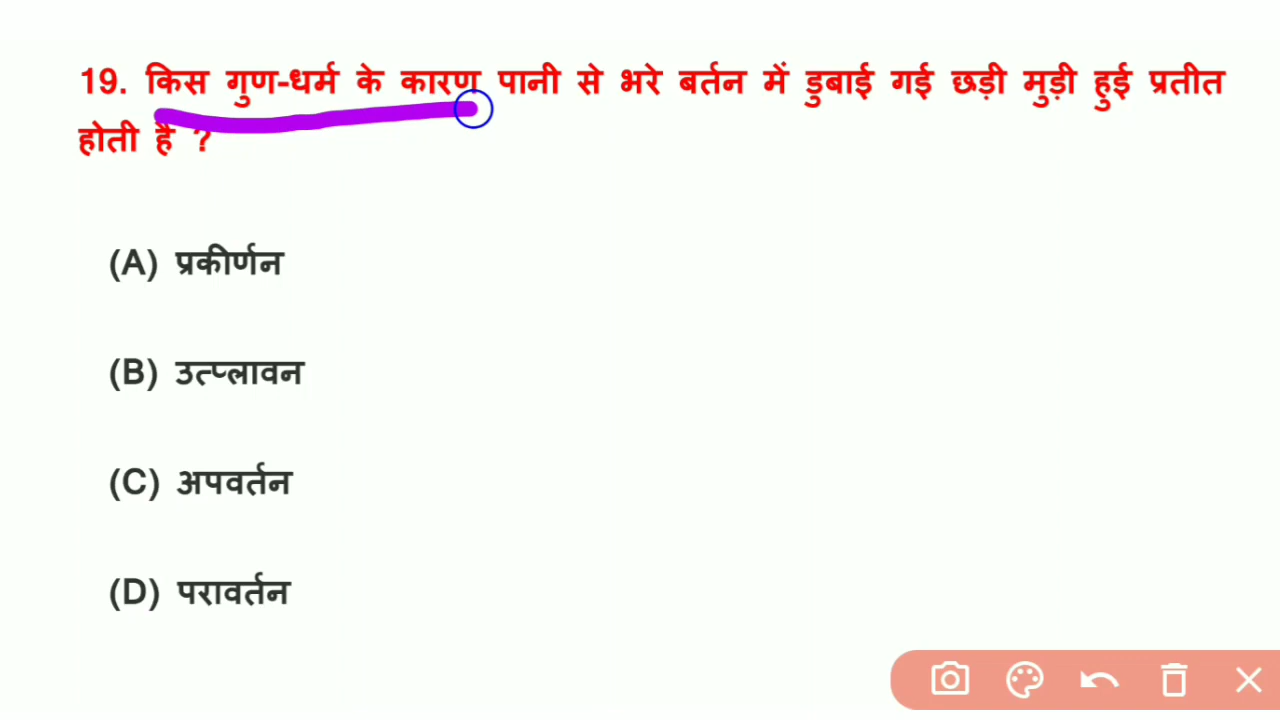 19. किस गुण-धर्म के कारण पानी से भरे बर्तन में डुबाई गई छड़ी मुड़ी हुई प्रतीत
होती है ?
(A) प्रकीर्णन
(B) उत्प्लावन
(C) अपवर्तन
(D) परावर्तन